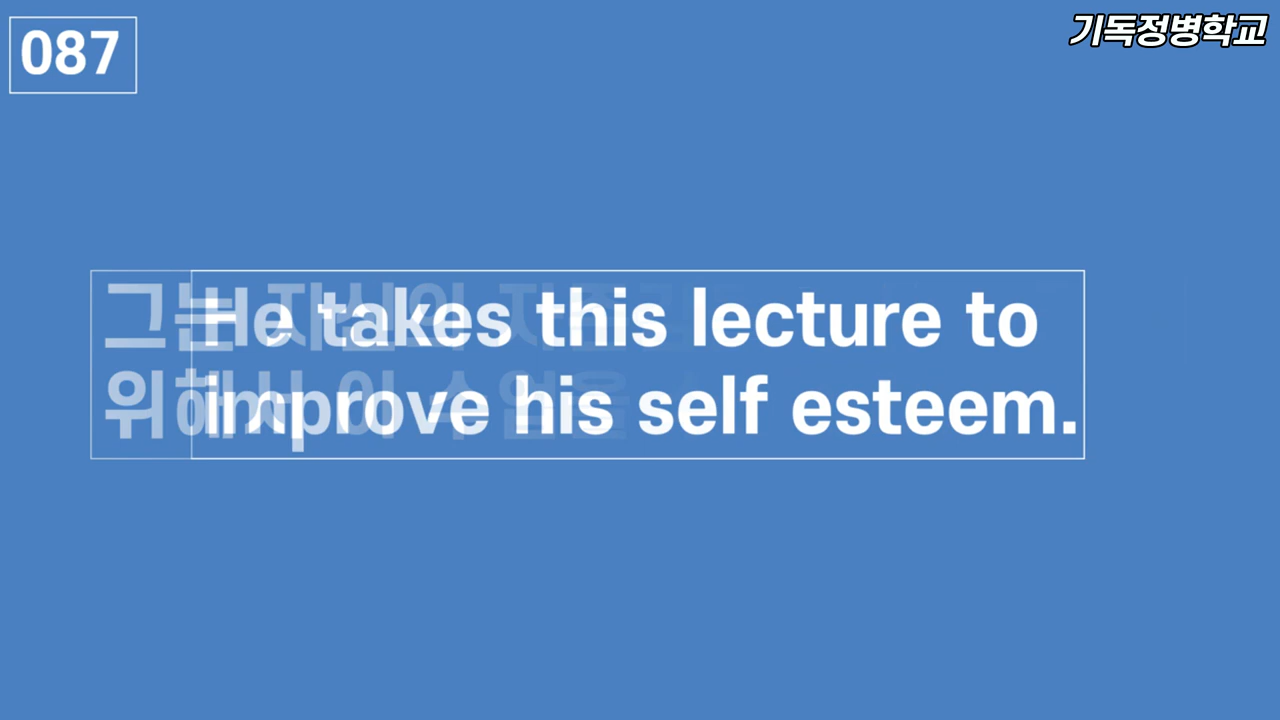 087
기독정병학교
He takes this lecture to
improve his self esteem.
그는 자신의
위해서 이 수업을